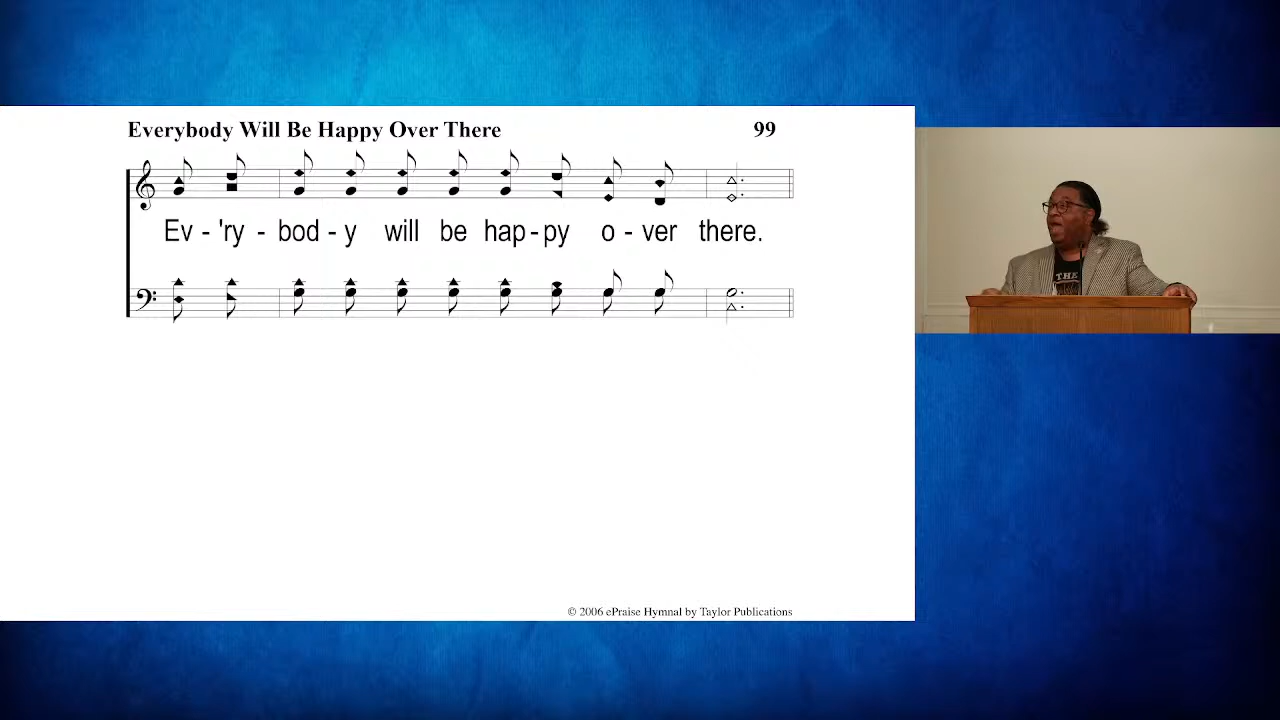 Everybody Will Be Happy Over There 99
Ev - 'ry - bod - y will be hap - py o - ver there.
THE
© 2006 ePraise Hymnal by Taylor Publications